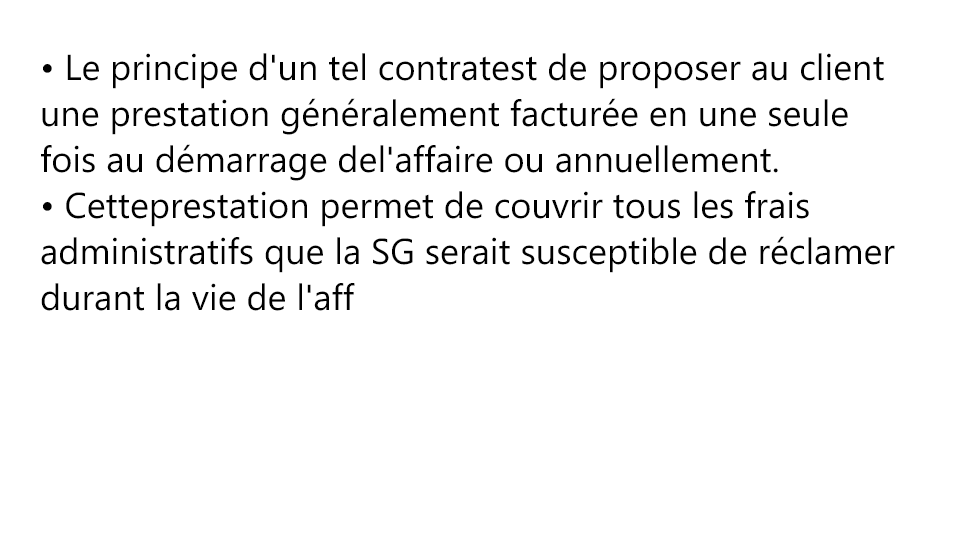 • Le principe d'un tel contratest de proposer au client
une prestation généralement facturée en une seule
fois au démarrage del'affaire ou annuellement.
• Cetteprestation permet de couvrir tous les frais
administratifs que la SG serait susceptible de réclamer
durant la vie de l'aff